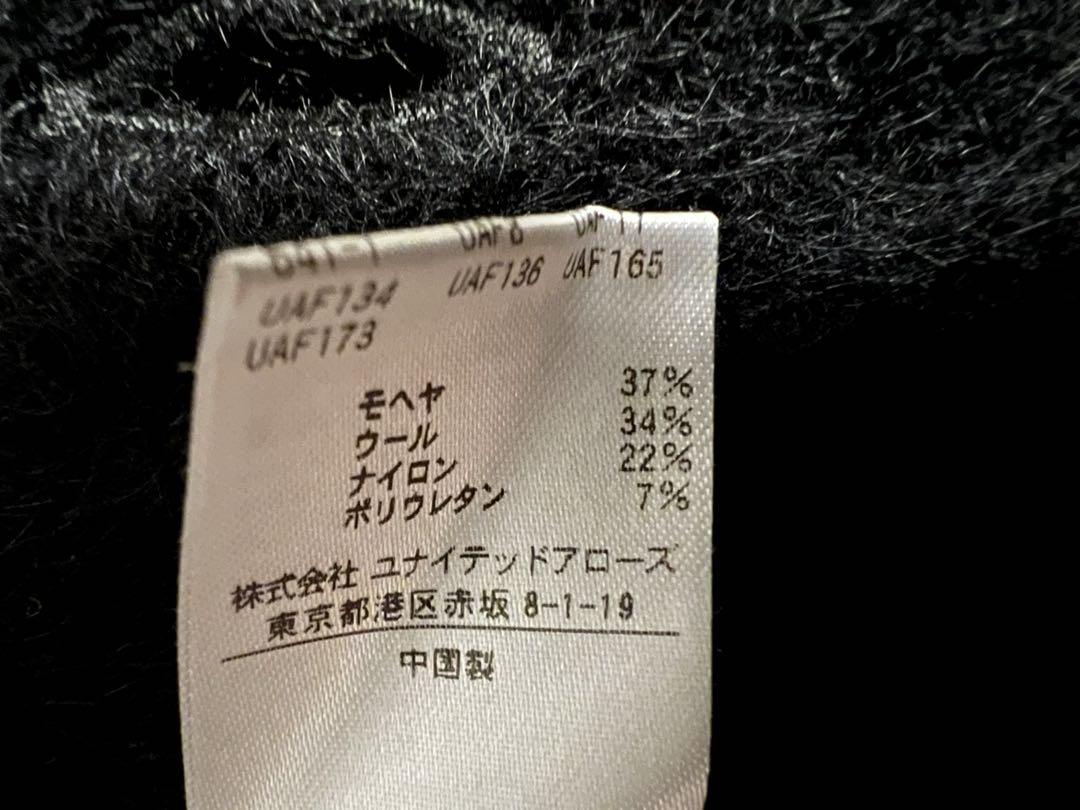 UAF134 UAF136 UAF165
UAF173
モヘヤ 37%
ウール 34%
ナイロン 22%
ポリウレタン 7%
株式会社 ユナイテッドアローズ
東京都港区赤坂 8-1-19
中国製